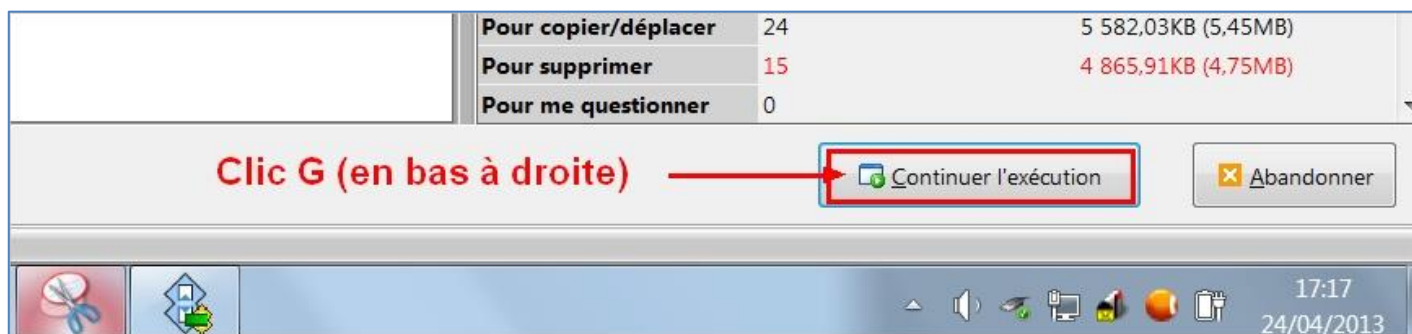 Pour copier/déplacer 24 5 582,03KB (5,45MB)
Pour supprimer 15 4 865,91KB (4,75MB)
Pour me questionner 0
Clic G (en bas à droite) Continuer l'exécution Abandonner
17:17
24/04/2013